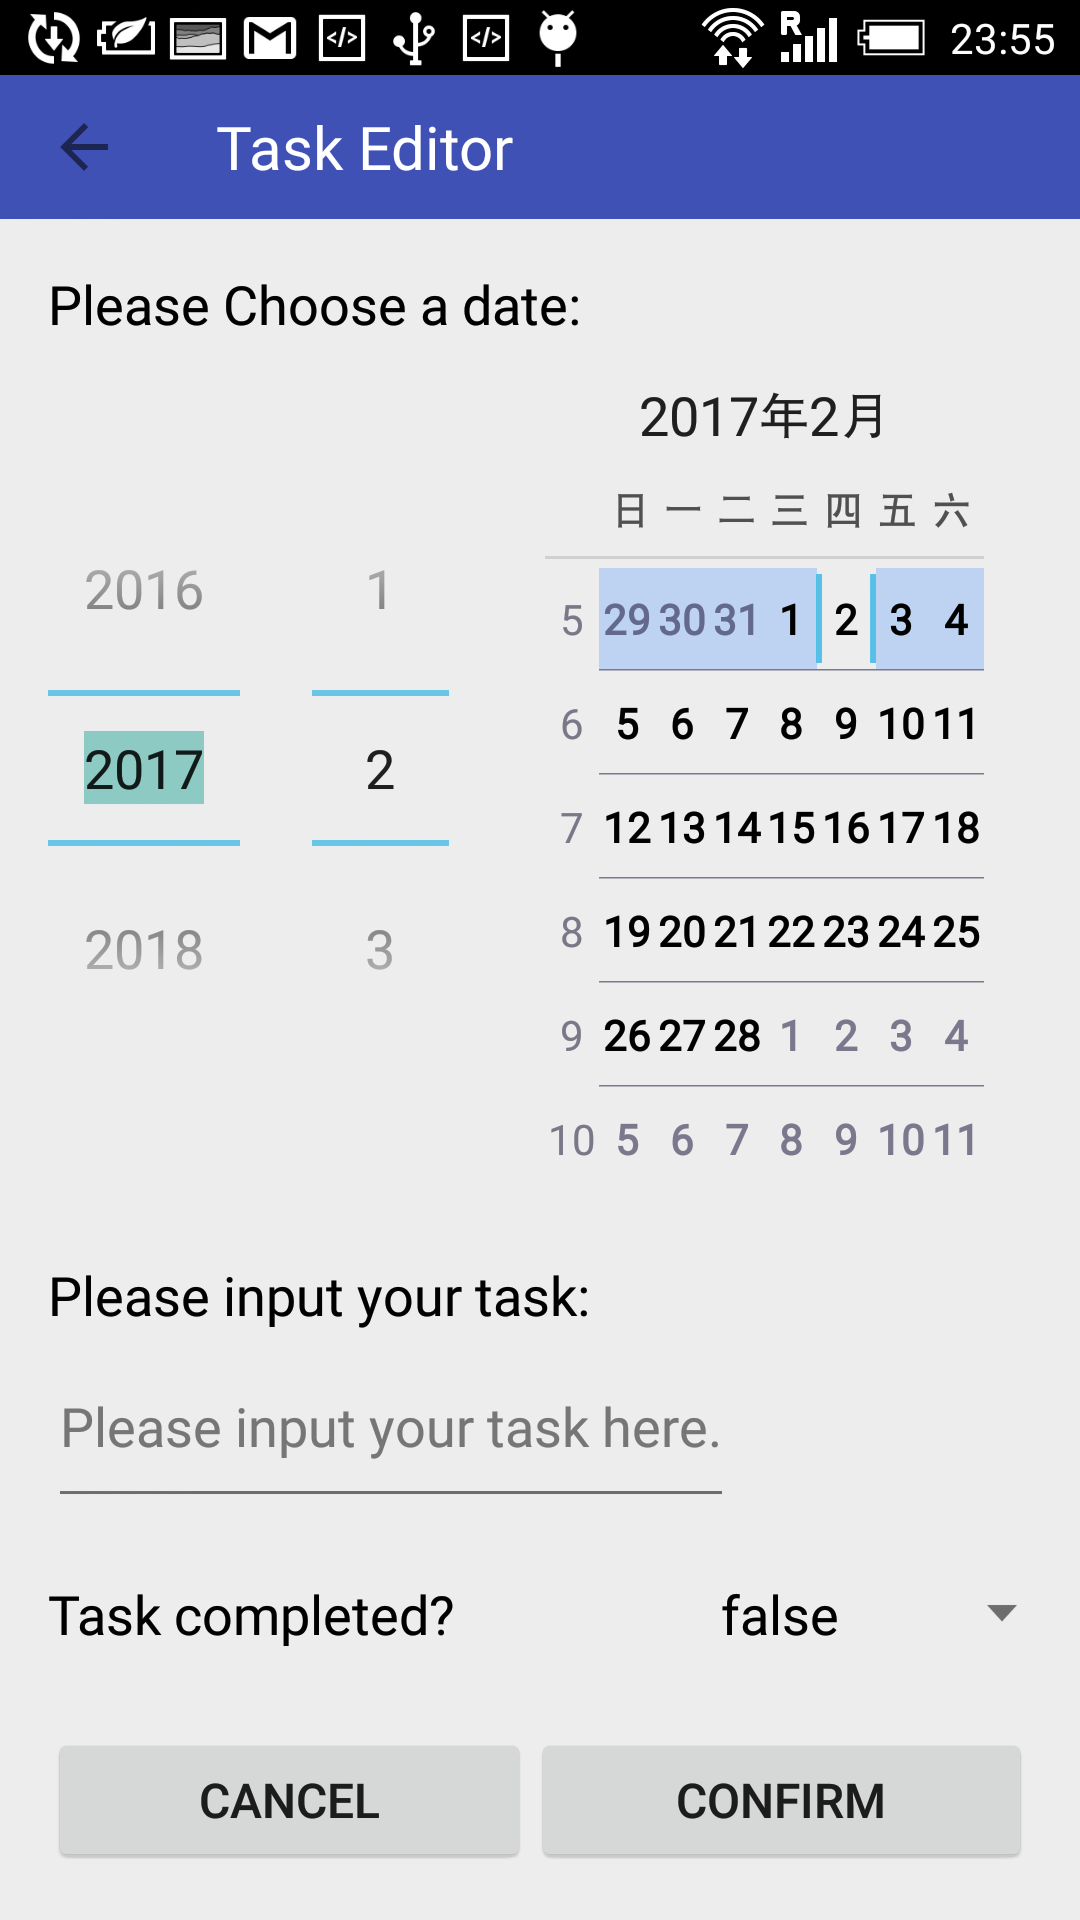 R 23:55
Task Editor
Please Choose a date:
2017年2月
日 一 二 三 四 五 六
2016 1
5 29 30 31 1 2 3 4
6 5 6 7 8 9 10 11
2017 2
7 12 13 14 15 16 17 18
2018 3
8 19 20 21 22 23 24 25
9 26 27 28 1 2 3 4
10 5 6 7 8 9 10 11
Please input your task:
Please input your task here.
Task completed? false
CANCEL CONFIRM